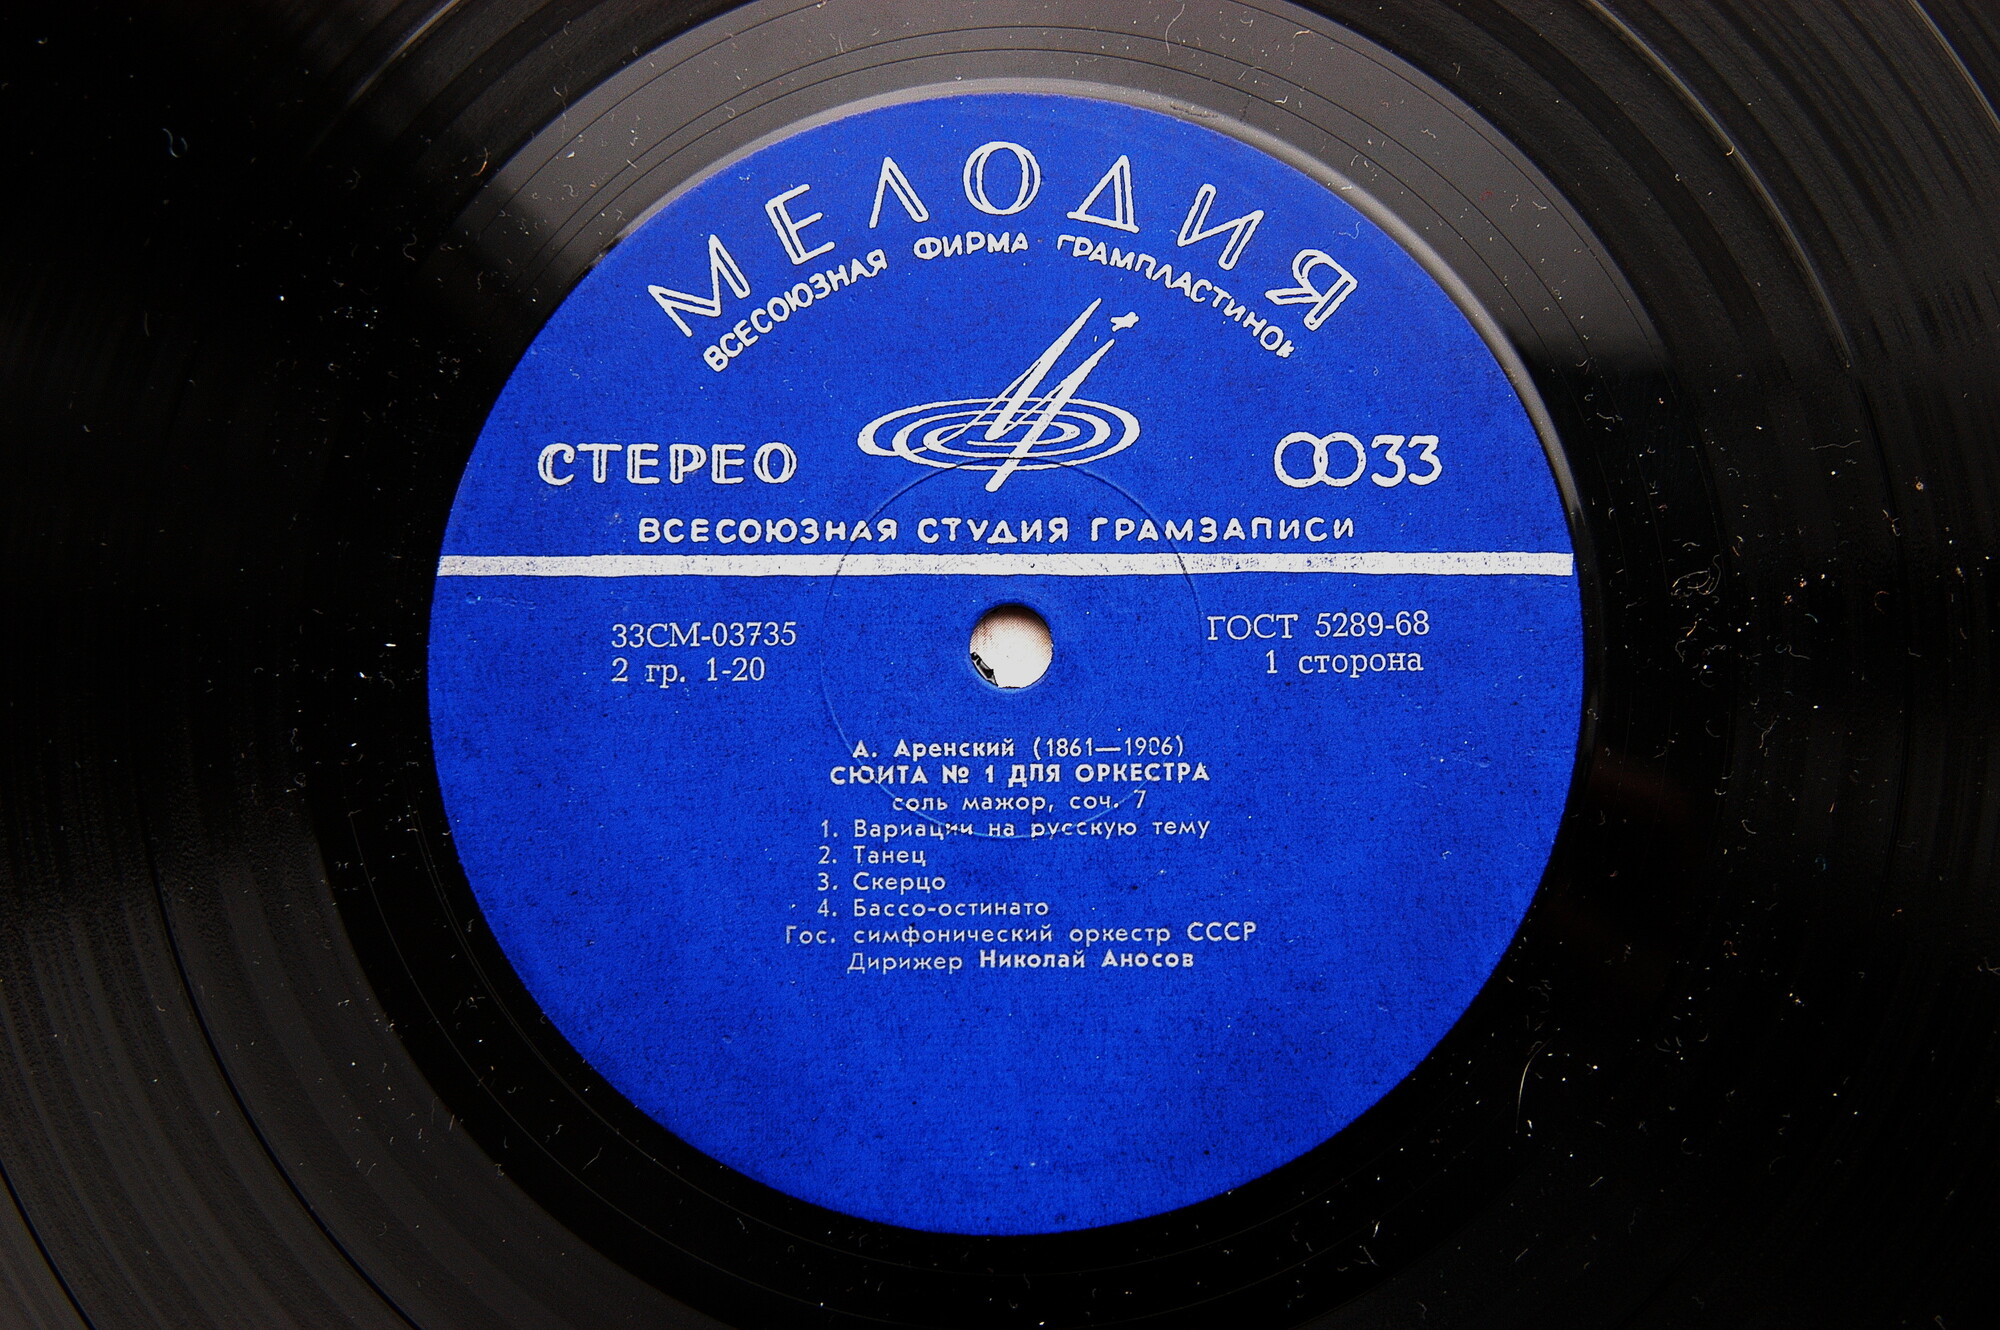 МЕЛОДИЯ
ВСЕСОЮЗНАЯ ФИРМА ГРАМПЛАСТИНОК
СТЕРЕО
33
ВСЕСОЮЗНАЯ СТУДИЯ ГРАМЗАПИСИ
33СМ-03735
2 гр. 1-20
ГОСТ 5289-68
1 сторона
А. Аренский (1861—1906)
СЮИТА № 1 ДЛЯ ОРКЕСТРА
соль мажор, соч. 7
1. Вариации на русскую тему
2. Танец
3. Скерцо
4. Бассо-остинато
Гос. симфонический оркестр СССР
Дирижер Николай Аносов